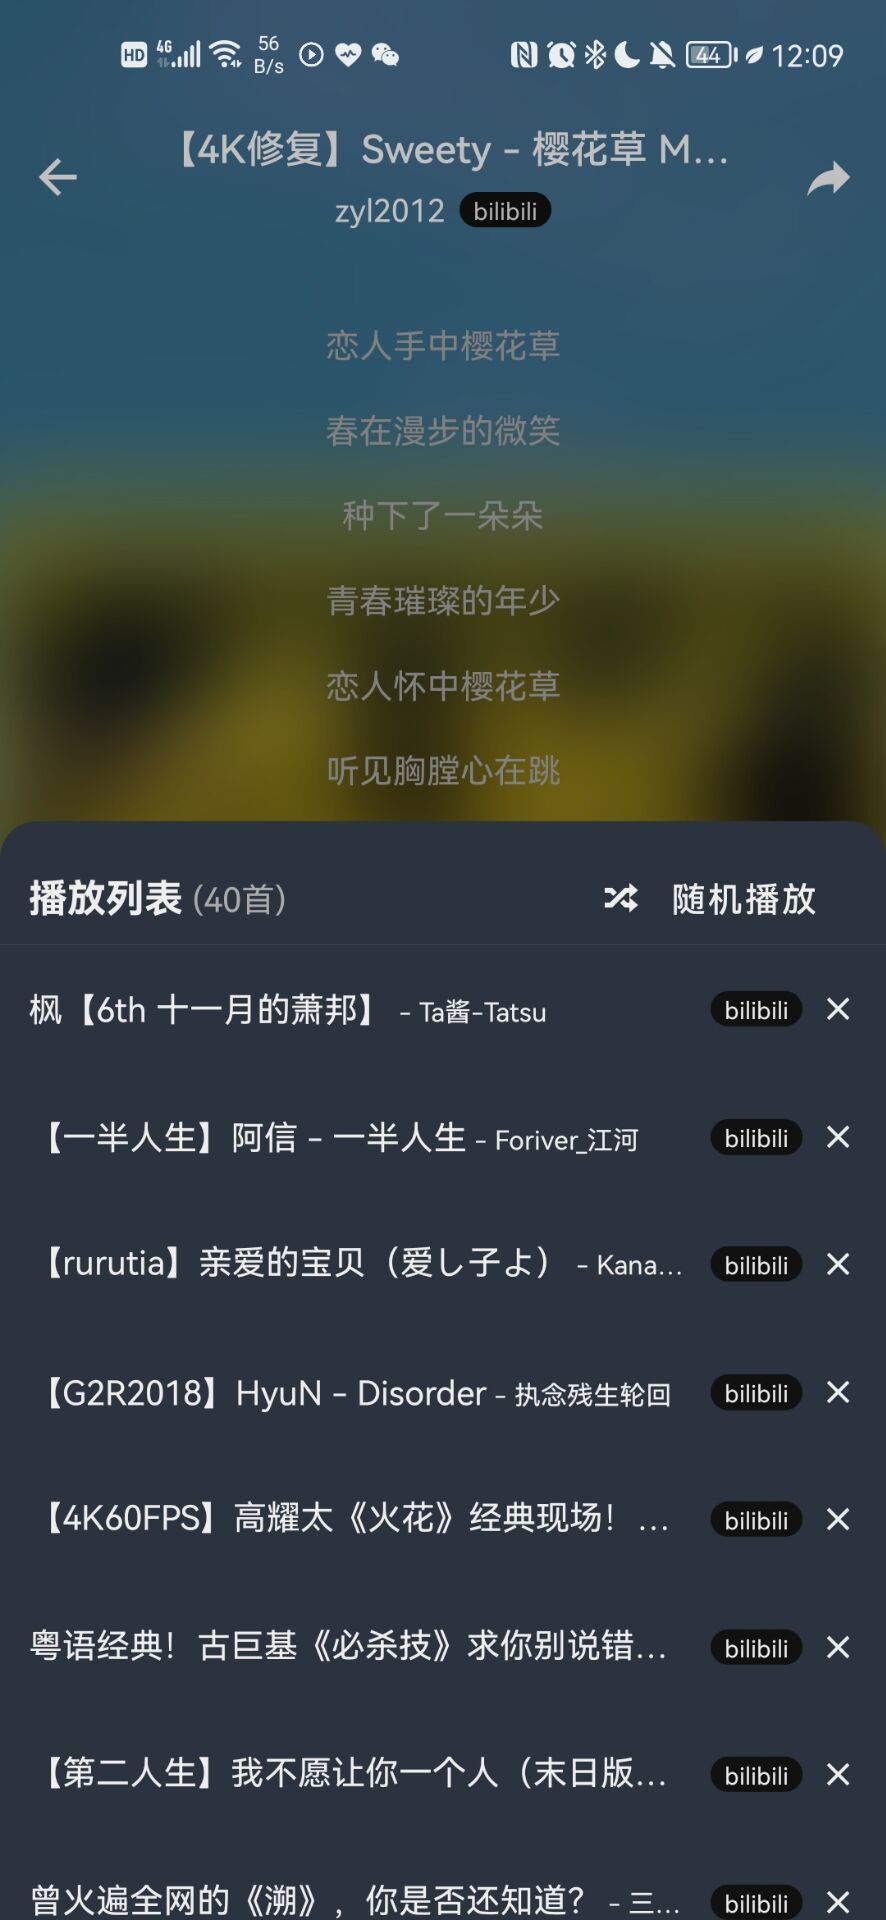 HD 4G 56 B/s 44 12:09
【4K修复】Sweety - 樱花草 M...
zyl2012 bilibili
恋人手中樱花草
春在漫步的微笑
种下了一朵朵
青春璀璨的年少
恋人怀中樱花草
听见胸膛心在跳
播放列表 (40首) 随机播放
枫【6th 十一月的萧邦】 - Ta酱-Tatsu bilibili
【一半人生】阿信 - 一半人生 - Foriver_江河 bilibili
【rurutia】亲爱的宝贝（爱し子よ） - Kana... bilibili
【G2R2018】HyuN - Disorder - 执念残生轮回 bilibili
【4K60FPS】高耀太《火花》经典现场！... bilibili
粤语经典！古巨基《必杀技》求你别说错... bilibili
【第二人生】我不愿让你一个人（末日版... bilibili
曾火遍全网的《溯》，你是否还知道？ - 三... bilibili